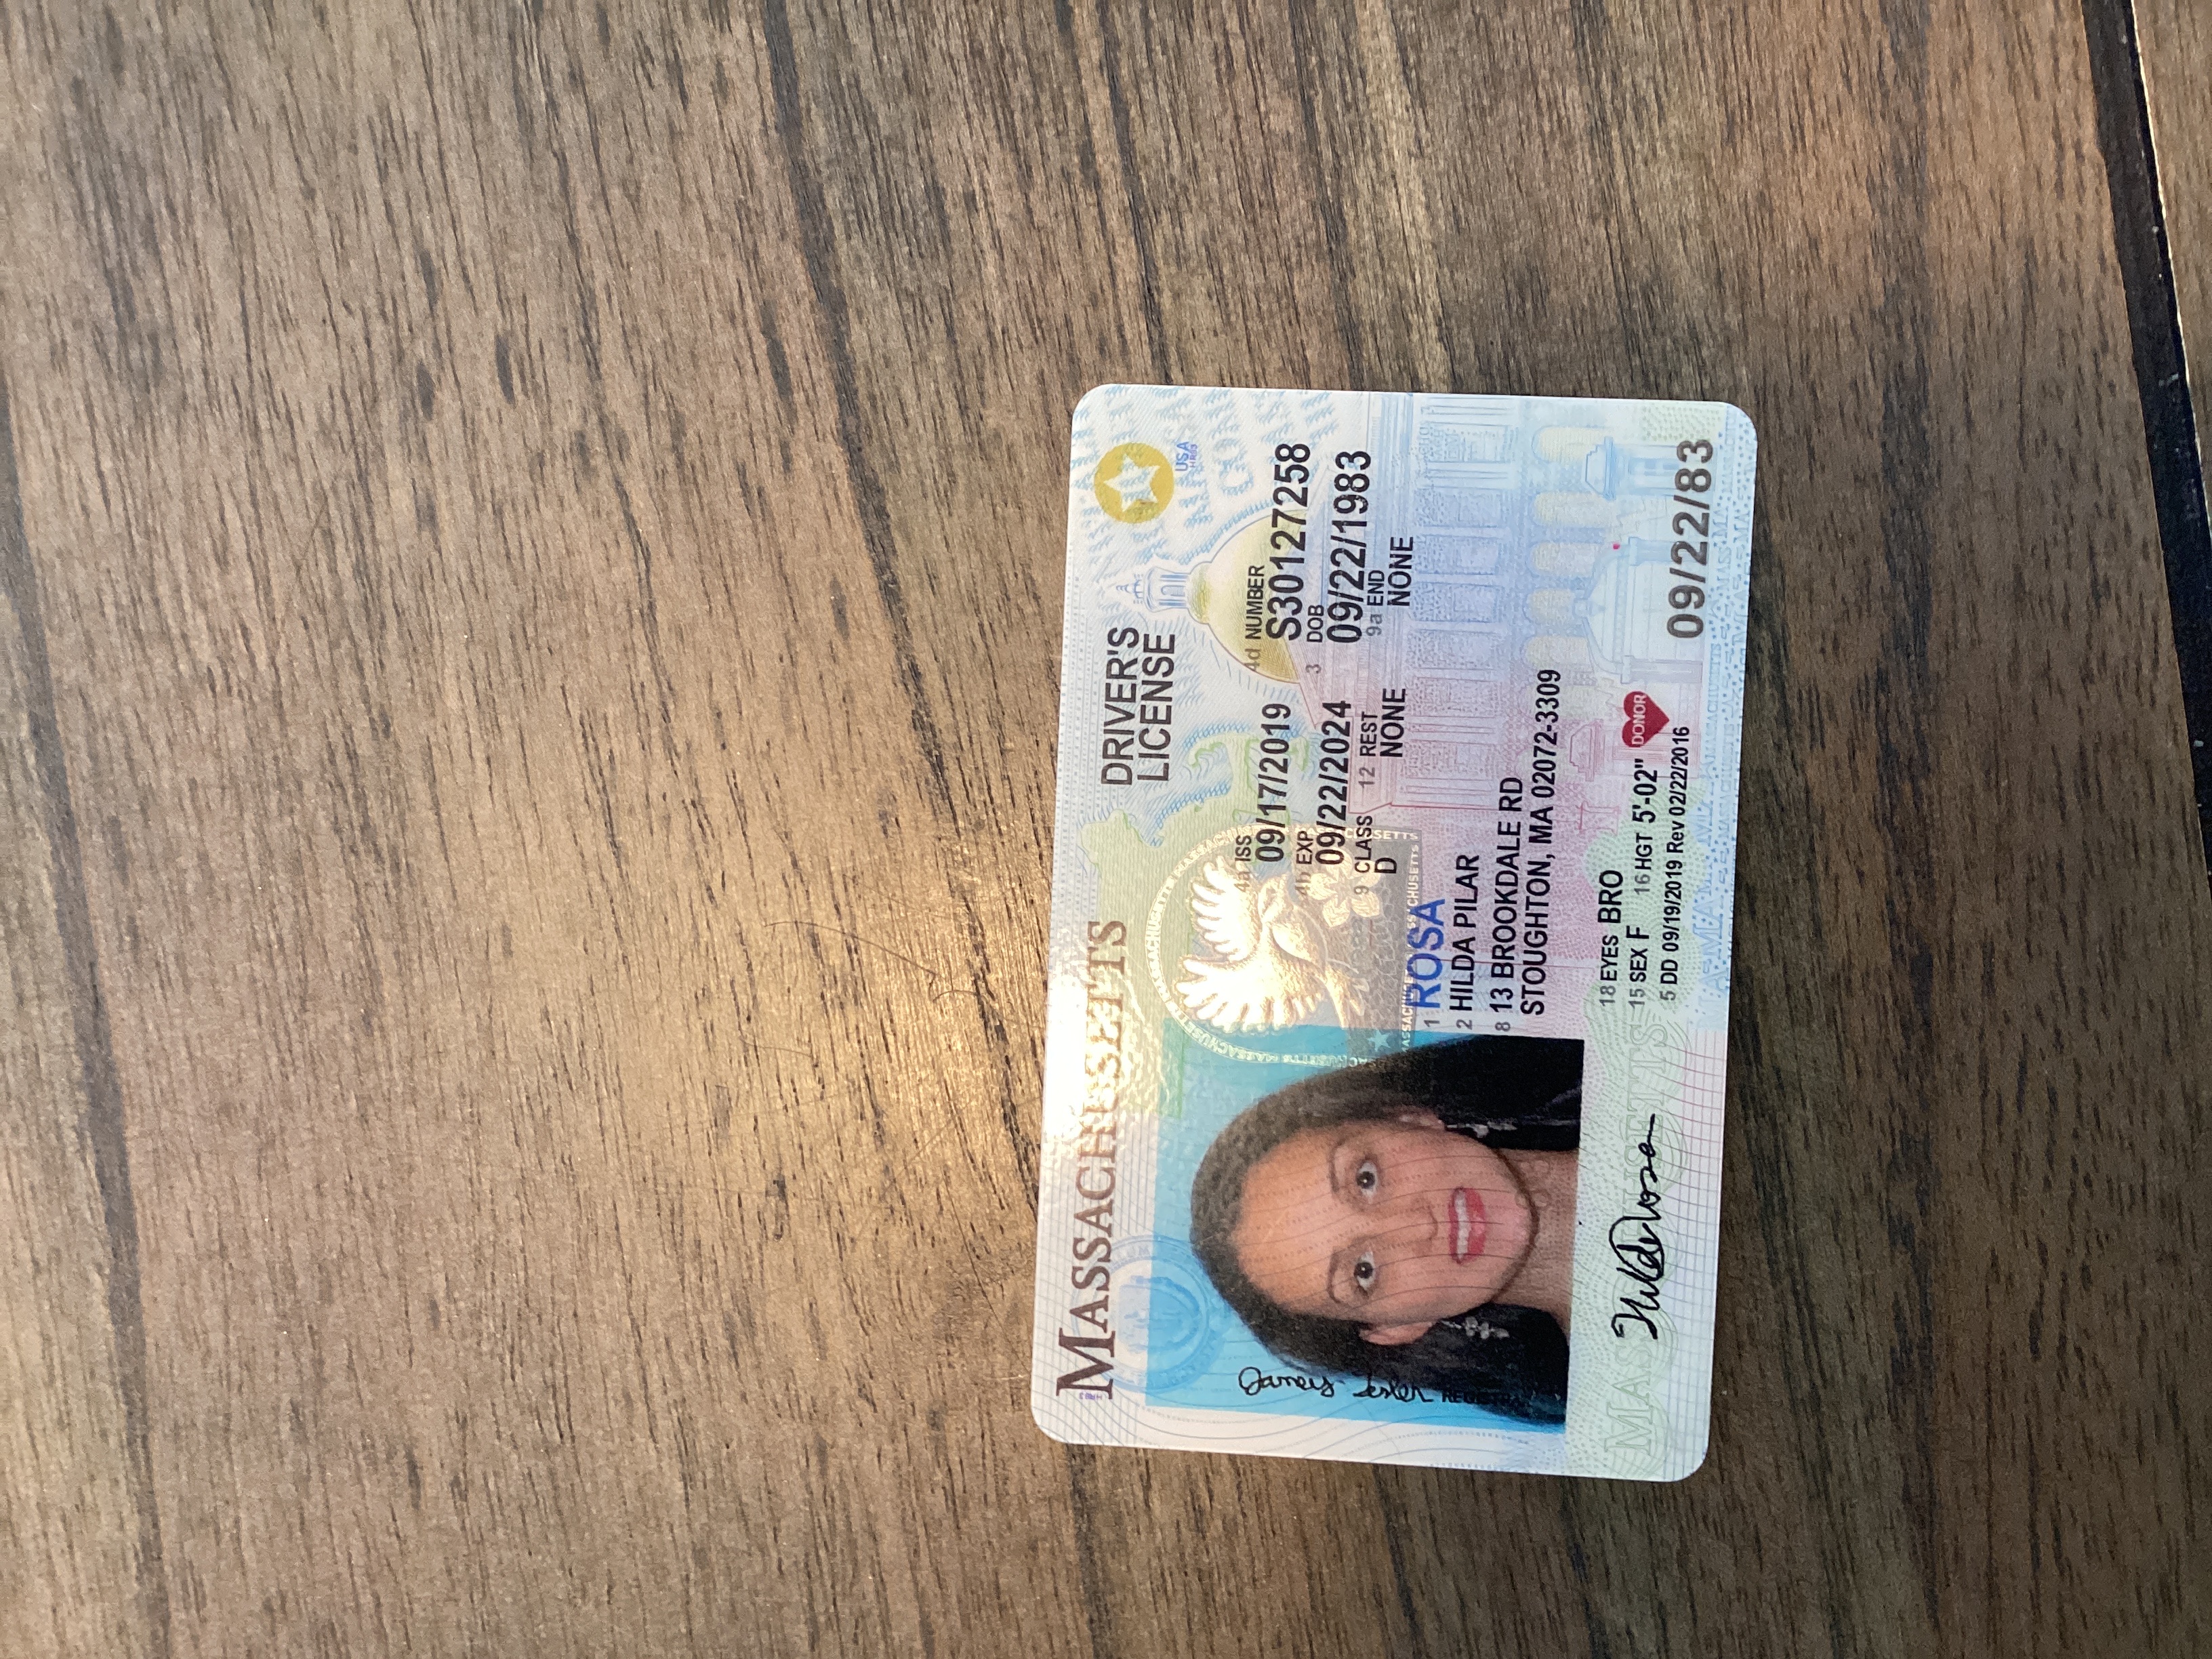 MASSACHUSETTS
DRIVER'S
LICENSE
USA
4a ISS
09/17/2019
4d NUMBER
S30127258
4b EXP
09/22/2024
3 DOB
09/22/1983
9 CLASS
D
12 REST
NONE
9a END
NONE
1 ROSA
2 HILDA PILAR
8 13 BROOKDALE RD
STOUGHTON, MA 02072-3309
18 EYES BRO
15 SEX F 16 HGT 5'-02" DONOR
5 DD 09/19/2019 Rev 02/22/2016
09/22/83